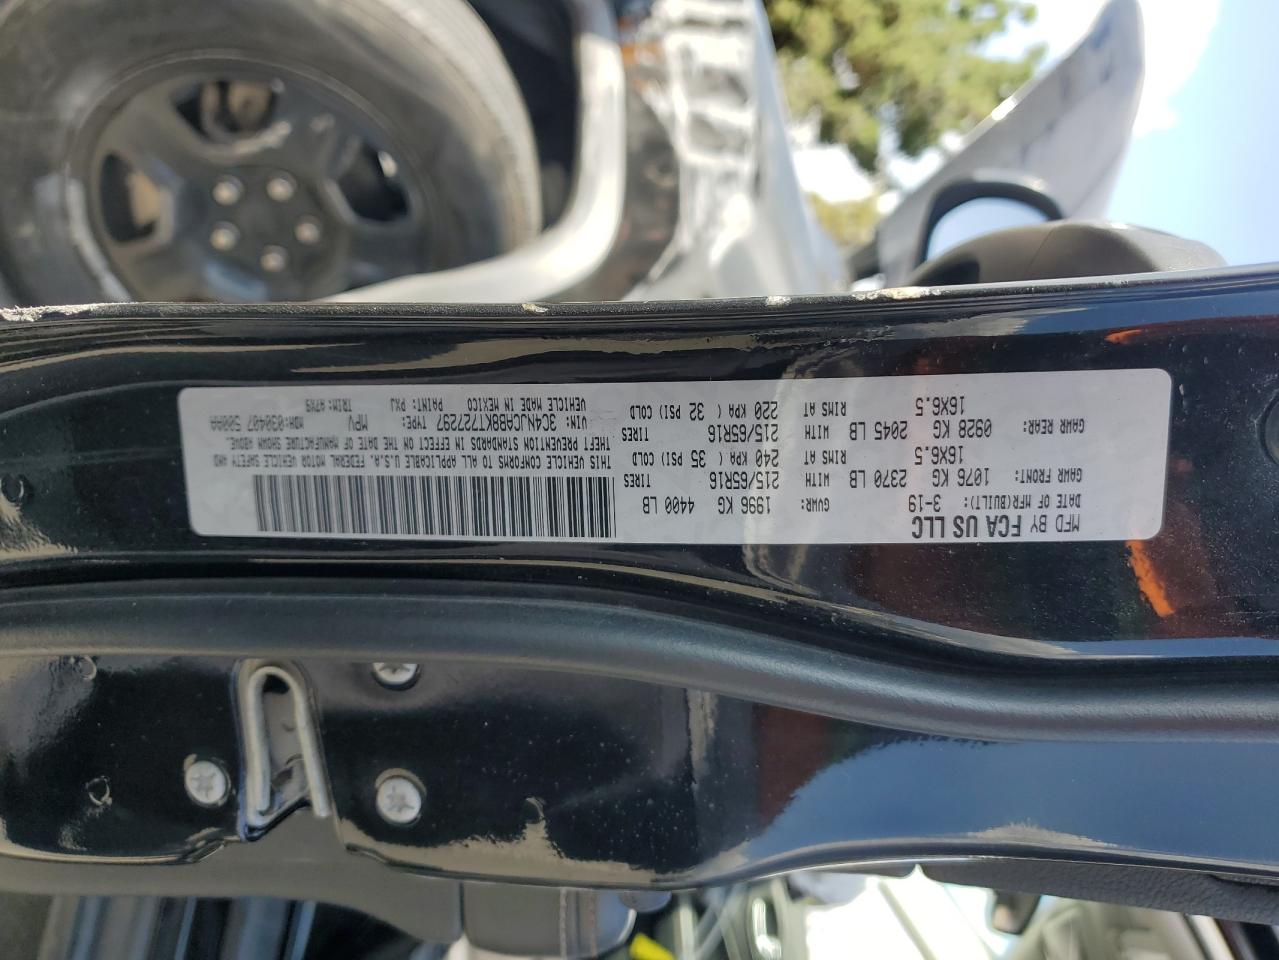 MFD BY FCA US LLC
DATE OF MFR(BUILT): 3-19 GVWR: 1996 KG 4400 LB
GAWR FRONT: 1076 KG 2370 LB WITH 215/65R16 TIRES
16X6.5 RIMS AT 240 KPA ( 35 PSI) COLD
GAWR REAR: 0928 KG 2045 LB WITH 215/65R16 TIRES
16X6.5 RIMS AT 220 KPA ( 32 PSI) COLD
THIS VEHICLE CONFORMS TO ALL APPLICABLE U.S.A. FEDERAL MOTOR VEHICLE SAFETY AND
THEFT PREVENTION STANDARDS IN EFFECT ON THE DATE OF MANUFACTURE SHOWN ABOVE.
VIN: 3C4NJCAB8KT727297 TYPE: MPV MDH:030407 500AA
VEHICLE MADE IN MEXICO PAINT: PXJ TRIM: A7X9